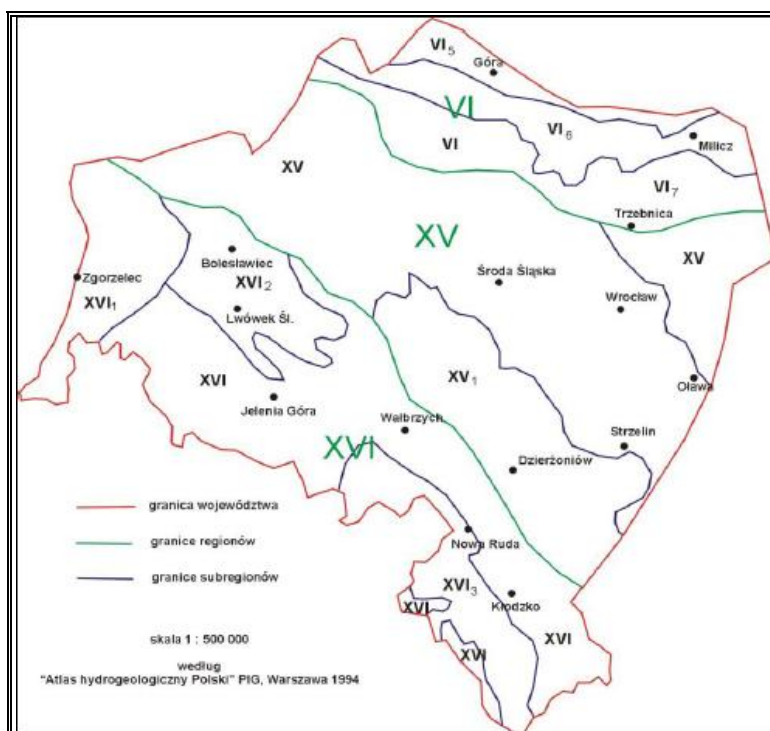 VI5
Góra
VI
VI6
VI
Milicz
XV
VI7
Trzebnica
XV
XV
Bolesławiec
Środa Śląska
Zgorzelec
XVI2
XVI1
Lwówek Śl.
Wrocław
XVI
XV1
Oława
Jelenia Góra
Wałbrzych
XVI
Strzelin
Dzierżoniów
granica województwa
Nowa Ruda
granice regionów
granice subregionów
XVI3
Kłodzko
XVI
XVI
XVI
skala 1 : 500 000
według
"Atlas hydrogeologiczny Polski" PIG, Warszawa 1994